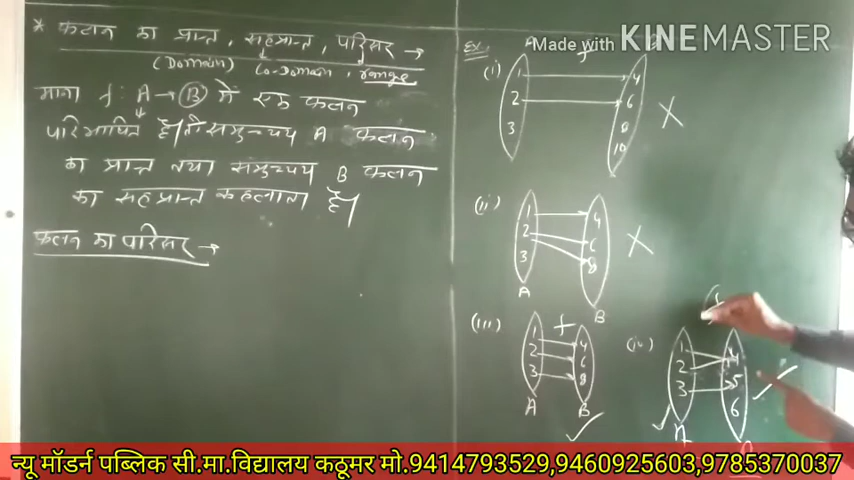 * फलन का प्रान्त, सहप्रान्त, परिसर →
(Domain) Co-Domain, range
माना f: A → B में एक फलन
परिभाषित है। तो समुच्चय A फलन
का प्रान्त तथा समुच्चय B फलन
का सहप्रान्त कहलाता है।
फलन का परिसर →
Made with KINEMASTER
Ex.
(i) A f
1 4
2 6
3 8
10
(ii)
1 4
2 6
3 8
A B
(iii) f
1 4
2 6
3 8
A B
(iv) f
1 4
2 5
3 6
A
न्यू मॉडर्न पब्लिक सी.मा.विद्यालय कठूमर मो.9414793529,9460925603,9785370037